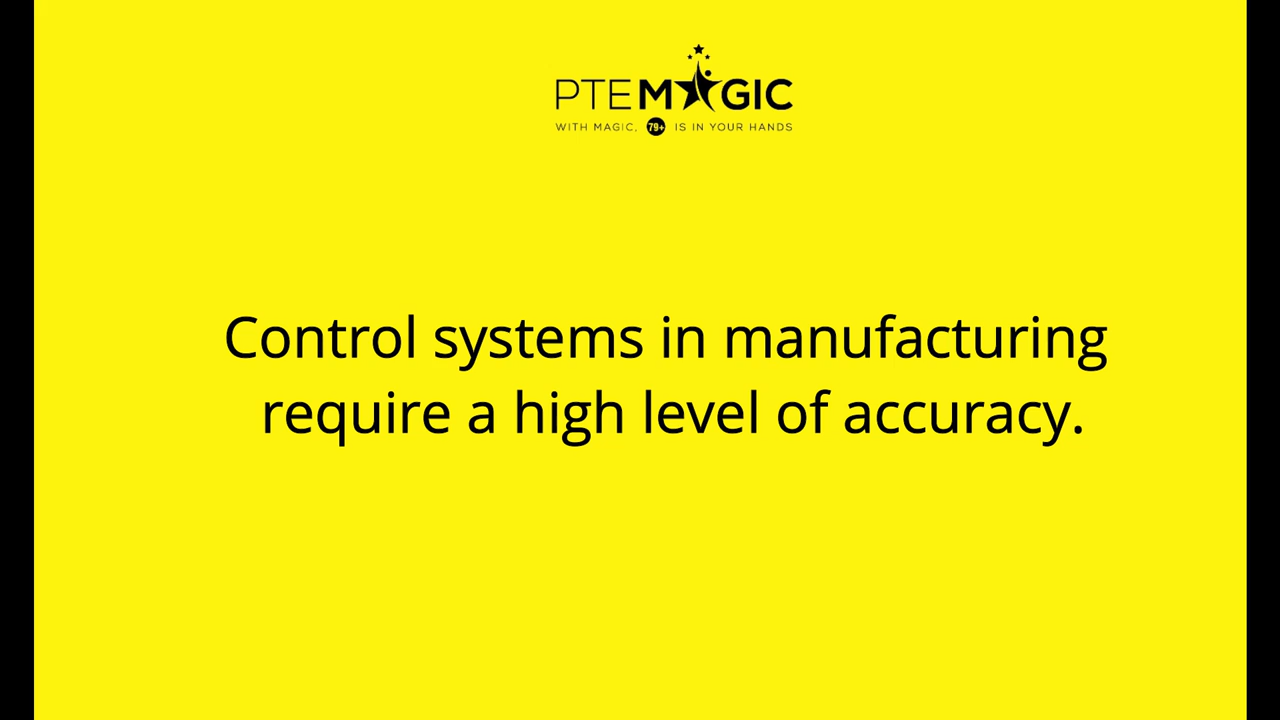 PTEMAGIC
WITH MAGIC, 79+ IS IN YOUR HANDS
Control systems in manufacturing
require a high level of accuracy.